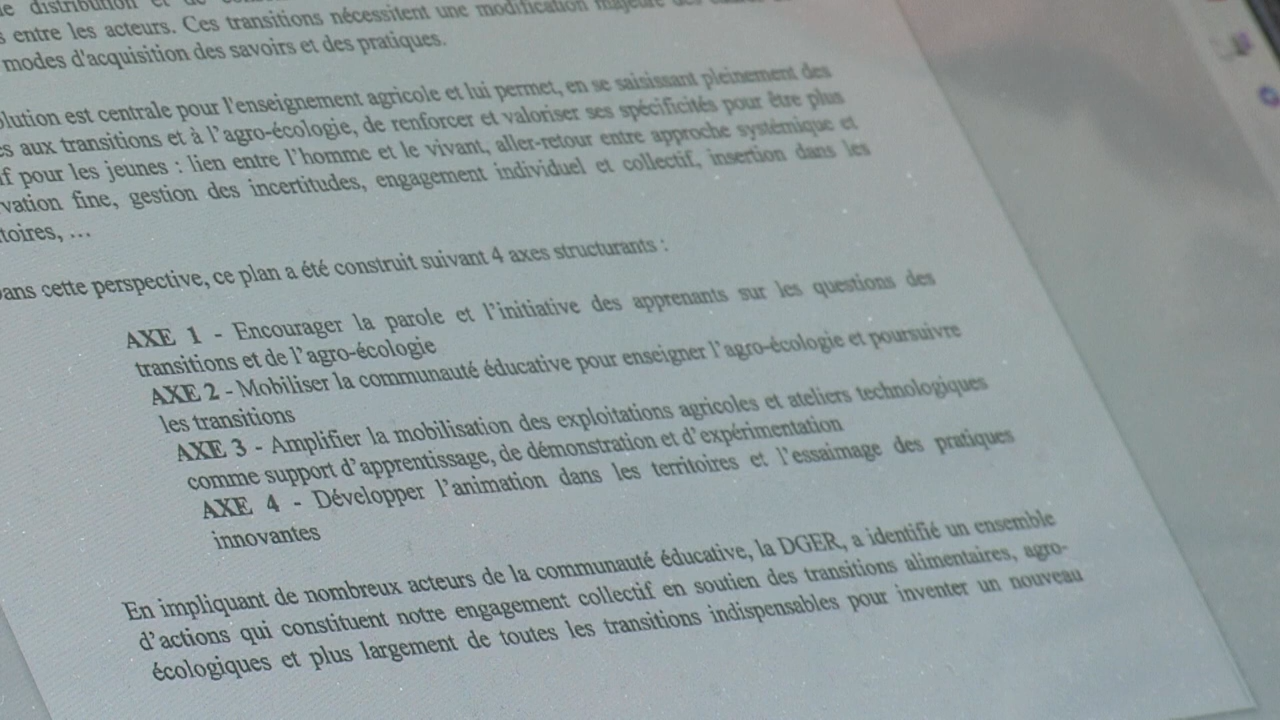 distribution et de
entre les acteurs. Ces transitions nécessitent une modification majeure des
modes d'acquisition des savoirs et des pratiques.
olution est centrale pour l'enseignement agricole et lui permet, en se saisissant pleinement des
es aux transitions et à l'agro-écologie, de renforcer et valoriser ses spécificités pour être plus
if pour les jeunes : lien entre l'homme et le vivant, aller-retour entre approche systémique et
vation fine, gestion des incertitudes, engagement individuel et collectif, insertion dans les
toires, ...
ans cette perspective, ce plan a été construit suivant 4 axes structurants :
AXE 1 - Encourager la parole et l'initiative des apprenants sur les questions des
transitions et de l'agro-écologie
AXE 2 - Mobiliser la communauté éducative pour enseigner l'agro-écologie et poursuivre
les transitions
AXE 3 - Amplifier la mobilisation des exploitations agricoles et ateliers technologiques
comme support d'apprentissage, de démonstration et d'expérimentation
AXE 4 - Développer l'animation dans les territoires et l'essaimage des pratiques
innovantes
En impliquant de nombreux acteurs de la communauté éducative, la DGER, a identifié un ensemble
d'actions qui constituent notre engagement collectif en soutien des transitions alimentaires, agro-
écologiques et plus largement de toutes les transitions indispensables pour inventer un nouveau